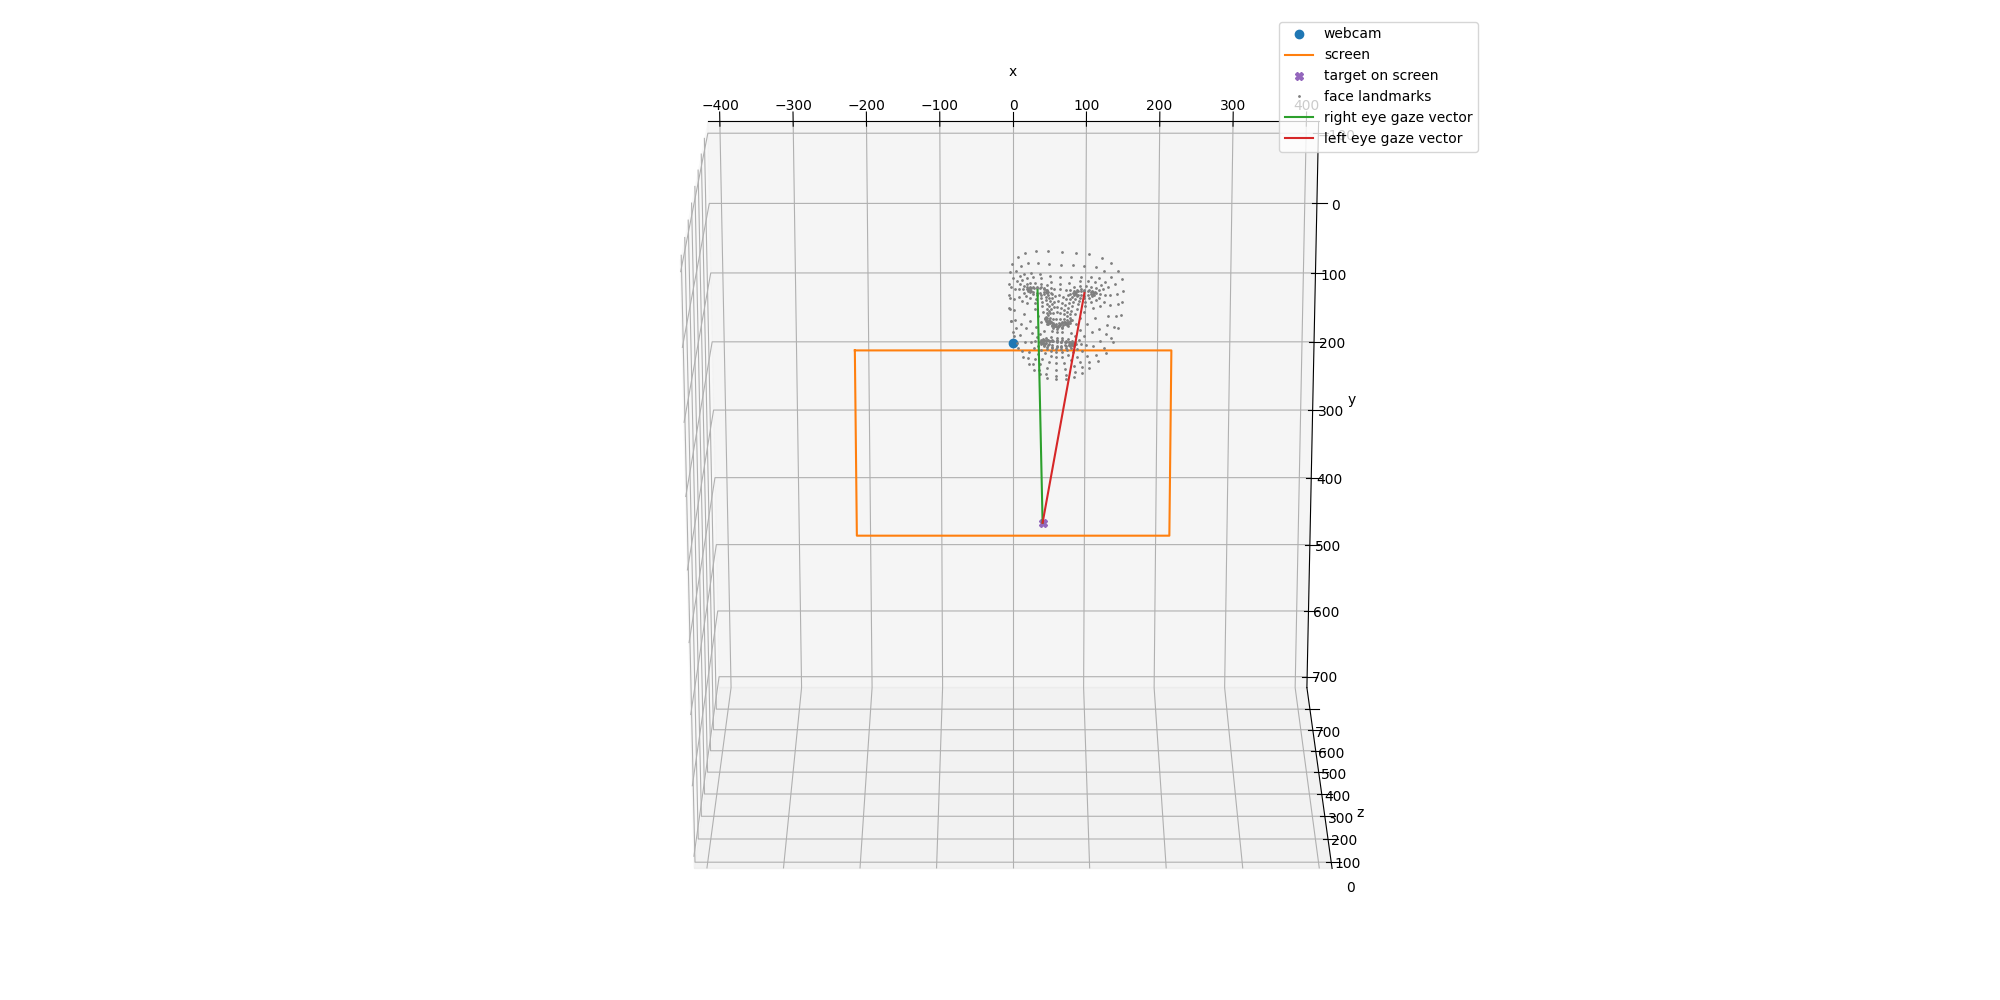 webcam
screen
target on screen
face landmarks
right eye gaze vector
left eye gaze vector
x
−400 −300 −200 −100 0 100 200 300 400
0
100
200
300
y
400
500
600
700
700
600
500
400
300 z
200
100
0